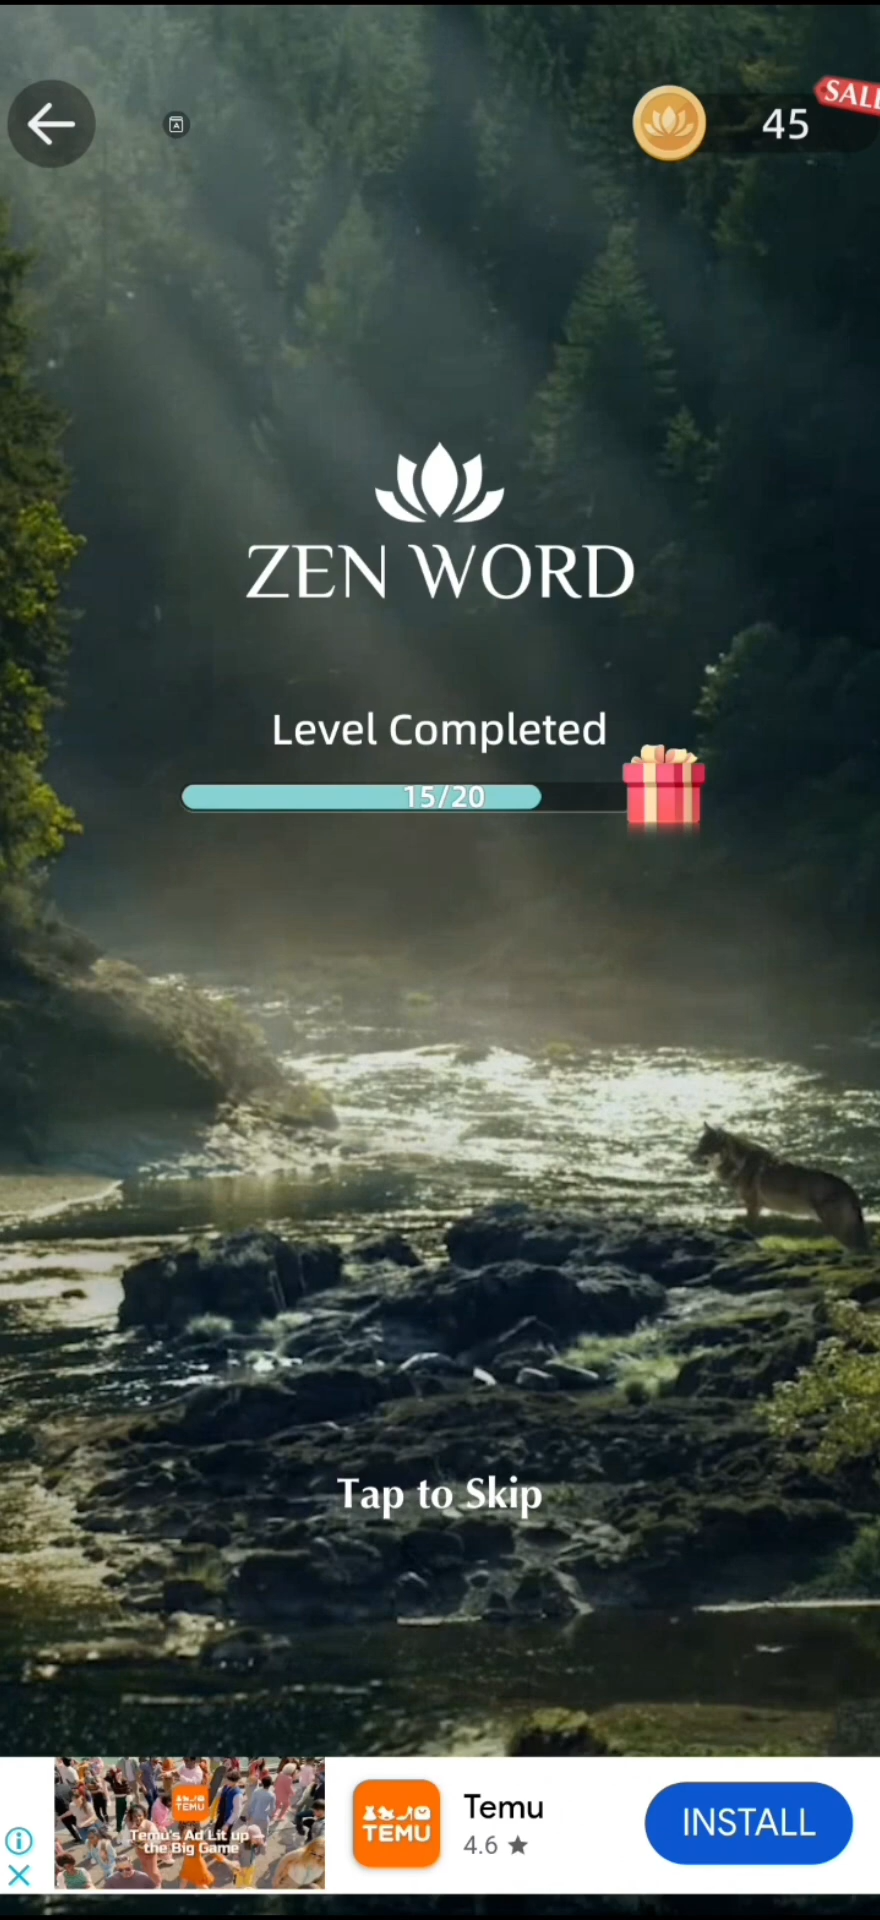 45
SALE
ZEN WORD
Level Completed
15/20
Tap to Skip
TEMU
Temu's Ad Lit up
the Big Game
TEMU
Temu
4.6 ★
INSTALL